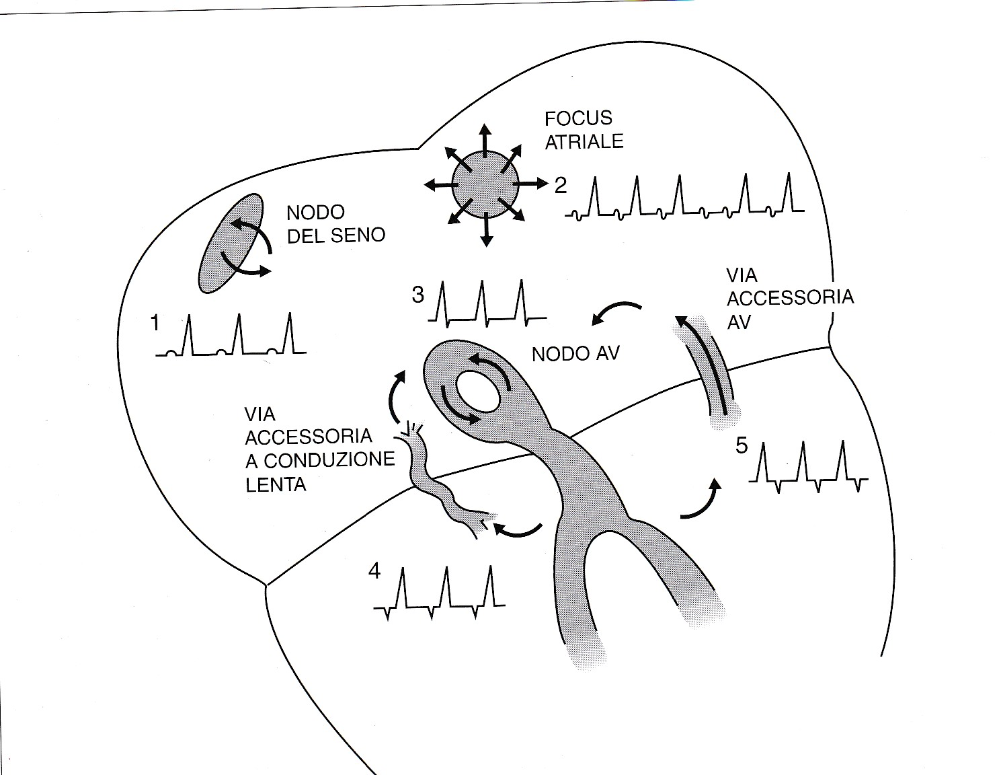 FOCUS
ATRIALE
2
NODO
DEL SENO
1
3
VIA
ACCESSORIA
AV
NODO AV
VIA
ACCESSORIA
A CONDUZIONE
LENTA
5
4